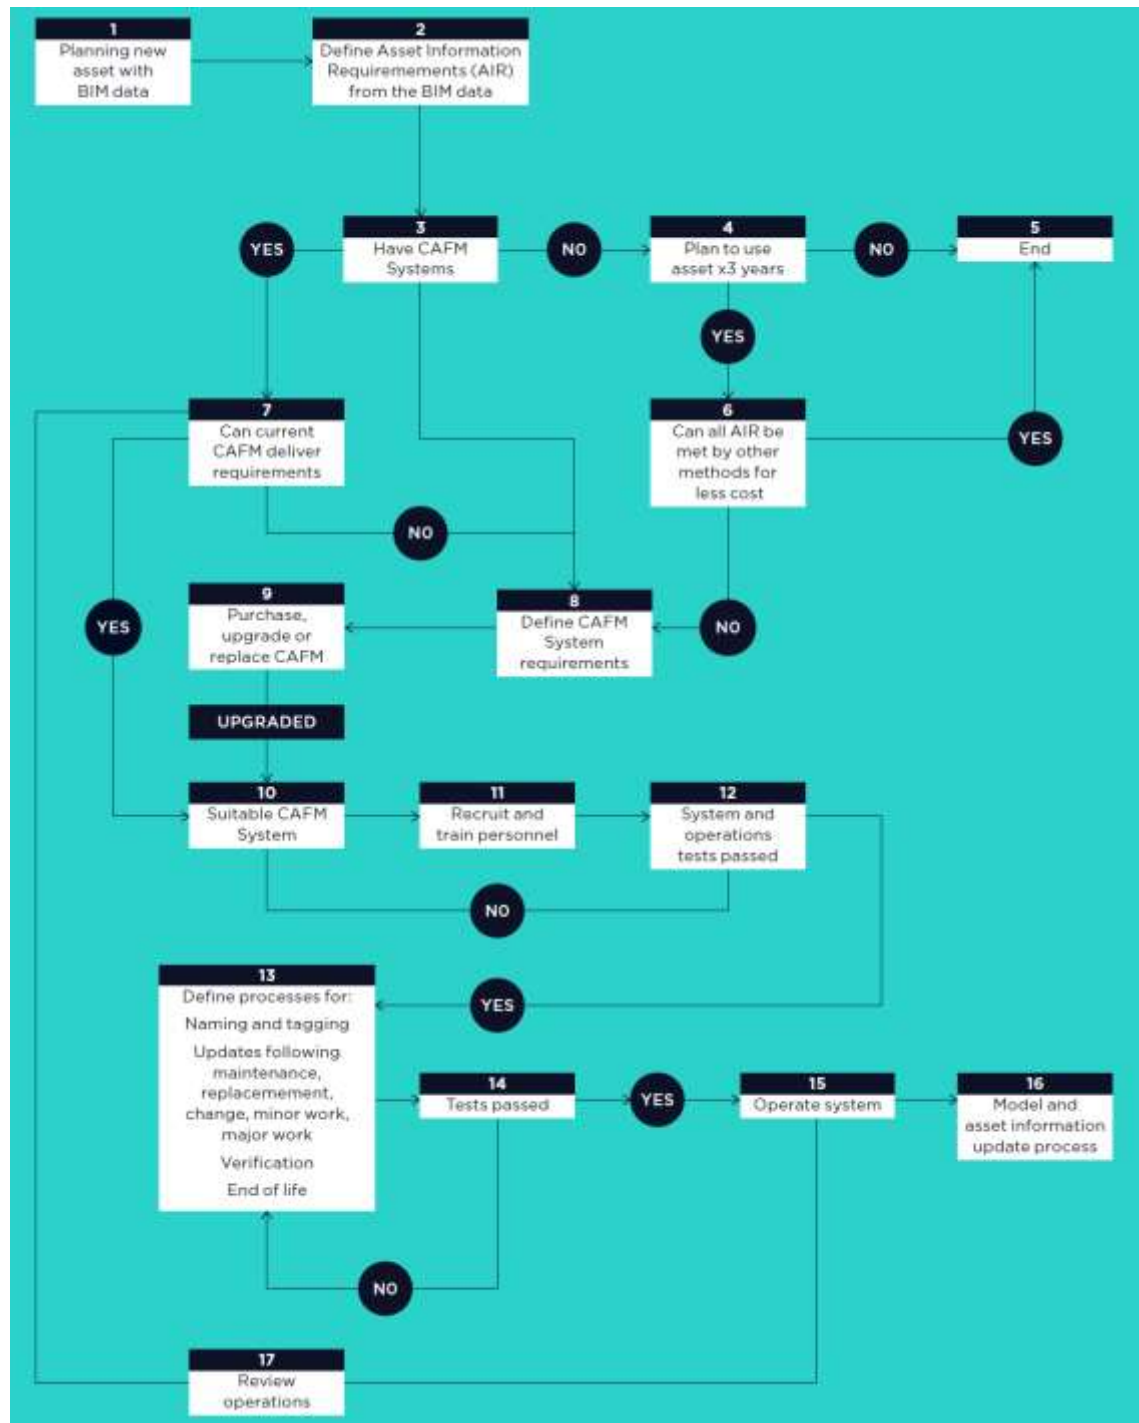 1
Planning new
asset with
BIM data
2
Define Asset Information
Requiremements (AIR)
from the BIM data
YES
3
Have CAFM
Systems
NO
4
Plan to use
asset x3 years
NO
5
End
YES
7
Can current
CAFM deliver
requirements
6
Can all AIR be
met by other
methods for
less cost
YES
NO
9
Purchase,
upgrade or
replace CAFM
8
Define CAFM
System
requirements
NO
YES
UPGRADED
10
Suitable CAFM
System
11
Recruit and
train personnel
12
System and
operations
tests passed
NO
YES
13
Define processes for:
Naming and tagging
Updates following
maintenance,
replacemement,
change, minor work,
major work
Verification
End of life
14
Tests passed
YES
15
Operate system
16
Model and
asset information
update process
NO
17
Review
operations